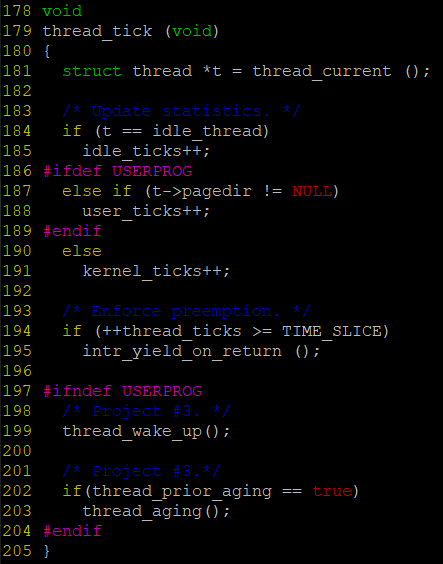 178 void
179 thread_tick (void)
180 {
181   struct thread *t = thread_current ();
182
183   /* Update statistics. */
184   if (t == idle_thread)
185     idle_ticks++;
186 #ifdef USERPROG
187   else if (t->pagedir != NULL)
188     user_ticks++;
189 #endif
190   else
191     kernel_ticks++;
192
193   /* Enforce preemption. */
194   if (++thread_ticks >= TIME_SLICE)
195     intr_yield_on_return ();
196
197 #ifndef USERPROG
198   /* Project #3. */
199   thread_wake_up();
200
201   /* Project #3.*/
202   if(thread_prior_aging == true)
203     thread_aging();
204 #endif
205 }